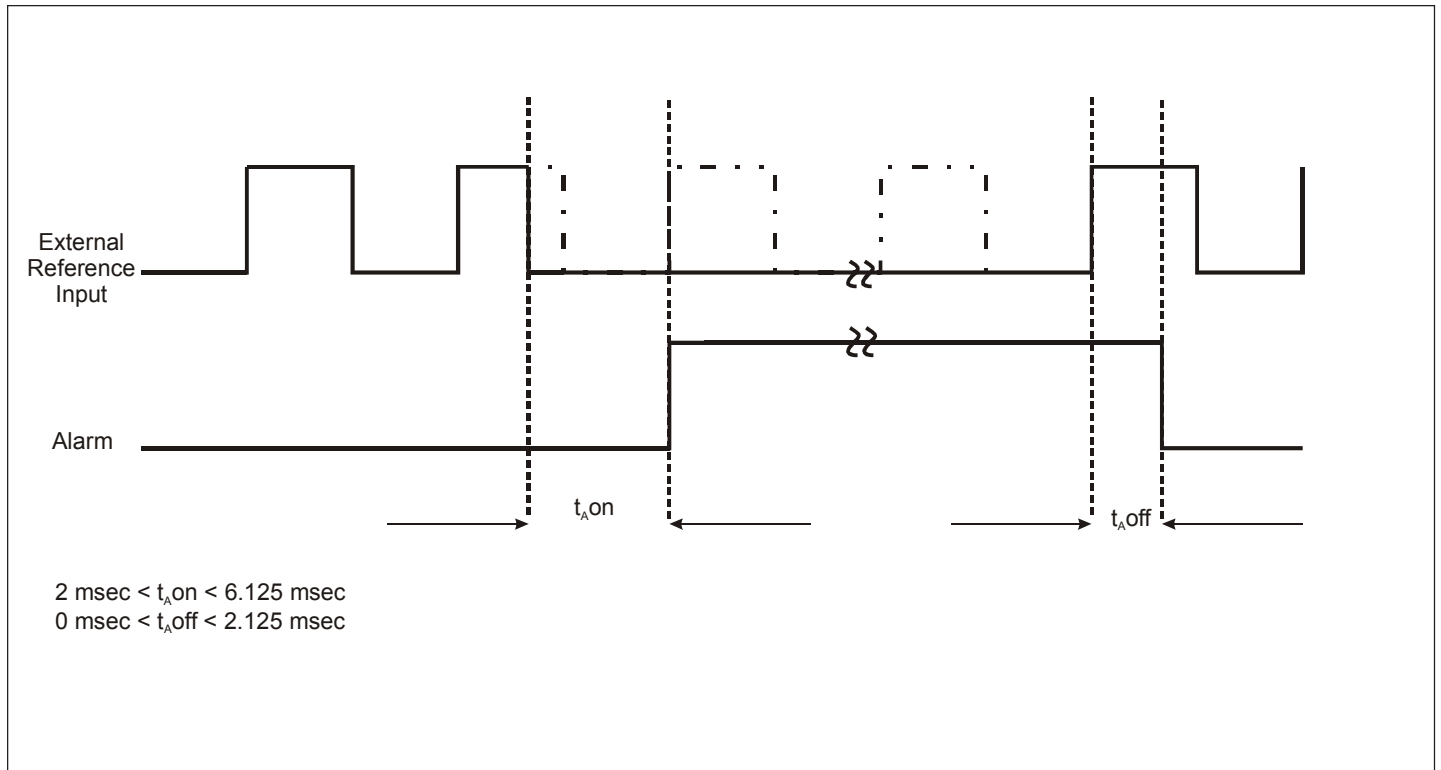 External
Reference
Input
Alarm
tAon
tAoff
2 msec < tAon < 6.125 msec
0 msec < tAoff < 2.125 msec